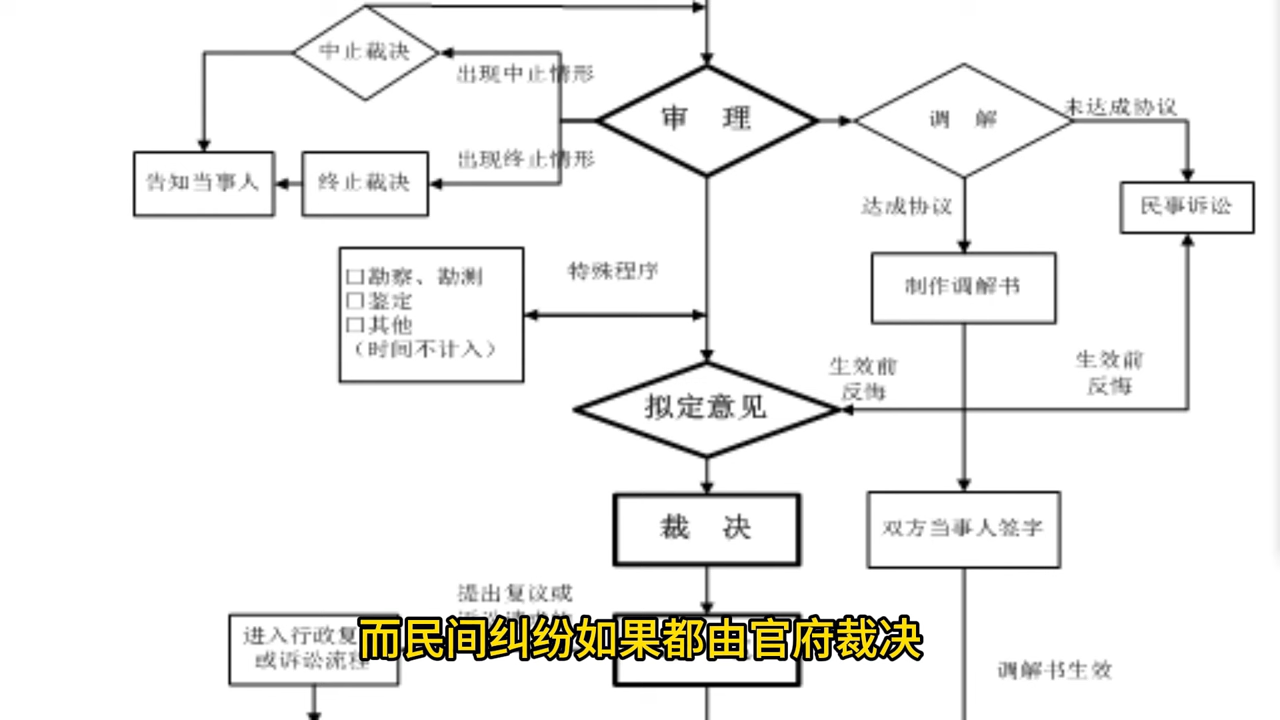 中止裁决
出现中止情形
审 理
调 解
未达成协议
出现终止情形
告知当事人
终止裁决
达成协议
民事诉讼
□勘察、勘测
□鉴定
□其他
（时间不计入）
特殊程序
制作调解书
生效前
反悔
生效前
反悔
拟定意见
裁 决
双方当事人签字
提出复议或
进入行政复
或诉讼流程
而民间纠纷如果都由官府裁决
调解书生效